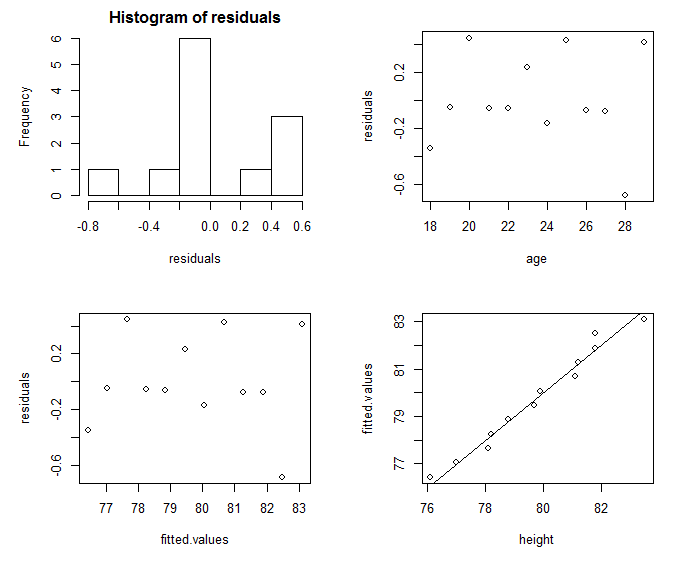 Histogram of residuals
Frequency
0 1 2 3 4 5 6
-0.8 -0.4 0.0 0.2 0.6
residuals
residuals
-0.6 -0.2 0.2
18 20 22 24 26 28
age
residuals
-0.6 -0.2 0.2
77 78 79 80 81 82 83
fitted.values
fitted.values
77 79 81 83
76 78 80 82
height